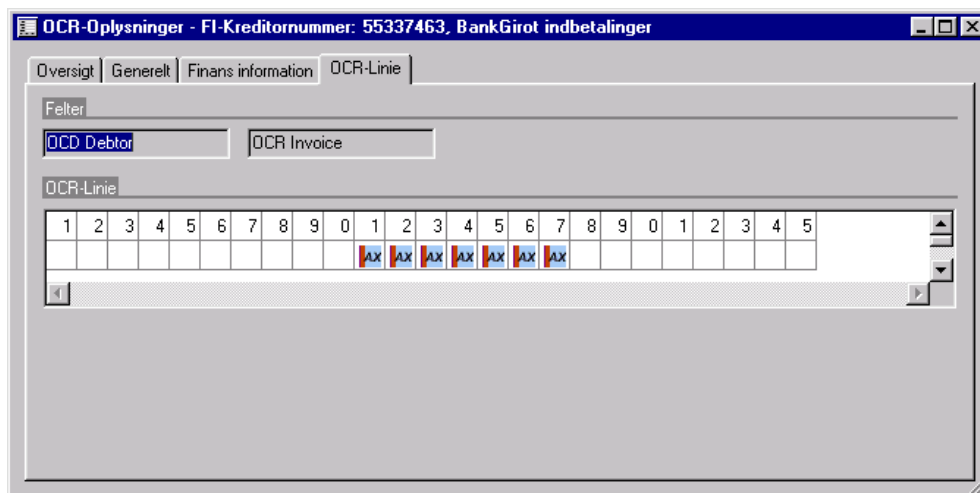 OCR-Oplysninger - FI-Kreditornummer: 55337463, BankGirot indbetalinger
Oversigt Generelt Finans information OCR-Linie
Felter
OCD Debtor OCR Invoice
OCR-Linie
1 2 3 4 5 6 7 8 9 0 1 2 3 4 5 6 7 8 9 0 1 2 3 4 5
AX AX AX AX AX AX AX